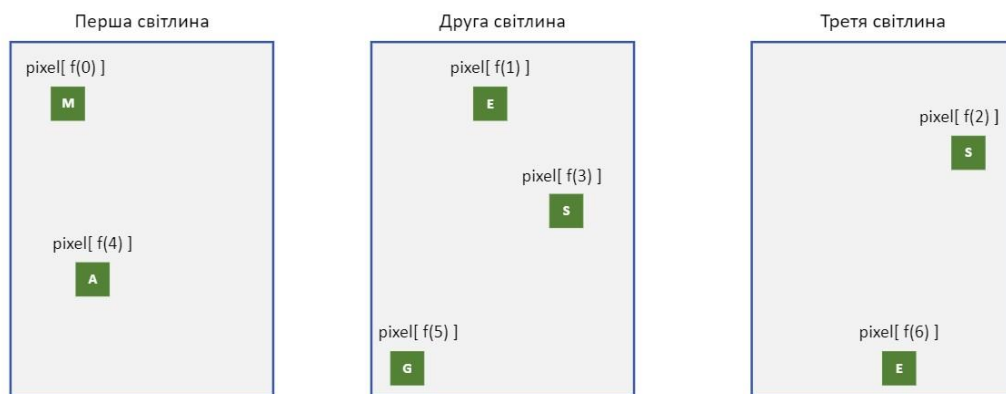 Перша світлина
pixel[ f(0) ]
M
pixel[ f(4) ]
A
Друга світлина
pixel[ f(1) ]
E
pixel[ f(3) ]
S
pixel[ f(5) ]
G
Третя світлина
pixel[ f(2) ]
S
pixel[ f(6) ]
E